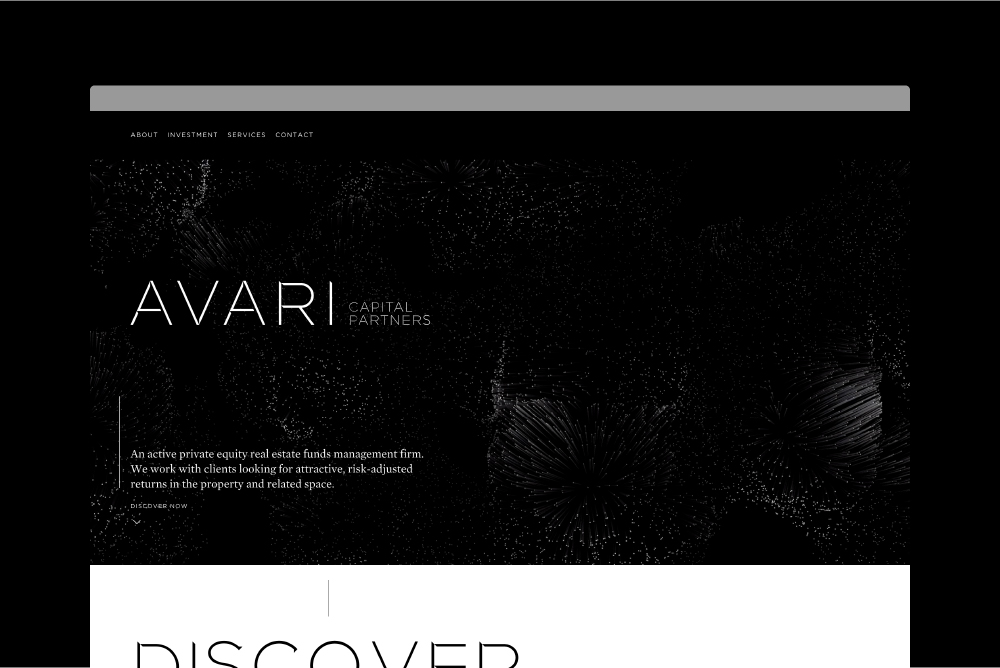 ABOUT INVESTMENT SERVICES CONTACT
AVARI CAPITAL
PARTNERS
An active private equity real estate funds management firm.
We work with clients looking for attractive, risk-adjusted
returns in the property and related space.
DISCOVER NOW
DISCOVER